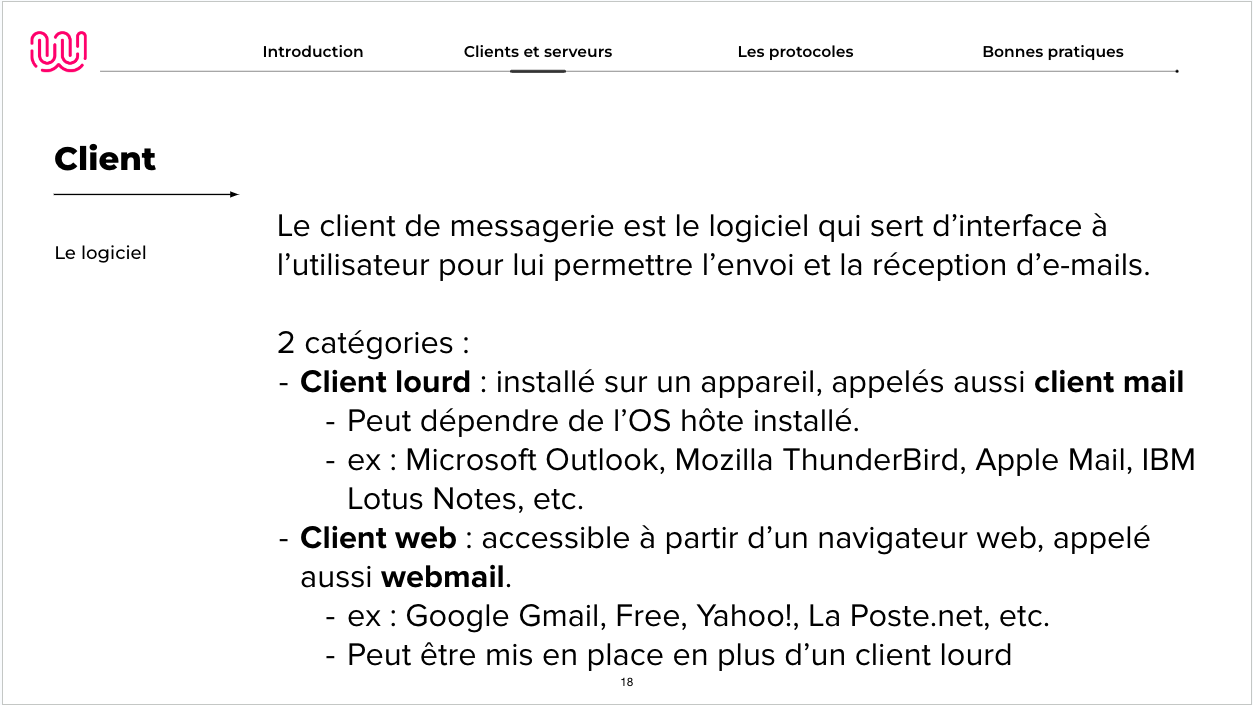 Introduction
Clients et serveurs
Les protocoles
Bonnes pratiques
Client
Le logiciel
Le client de messagerie est le logiciel qui sert d’interface à
l’utilisateur pour lui permettre l’envoi et la réception d’e-mails.
2 catégories :
- Client lourd : installé sur un appareil, appelés aussi client mail
- Peut dépendre de l’OS hôte installé.
- ex : Microsoft Outlook, Mozilla ThunderBird, Apple Mail, IBM
Lotus Notes, etc.
- Client web : accessible à partir d’un navigateur web, appelé
aussi webmail.
- ex : Google Gmail, Free, Yahoo!, La Poste.net, etc.
- Peut être mis en place en plus d’un client lourd
18